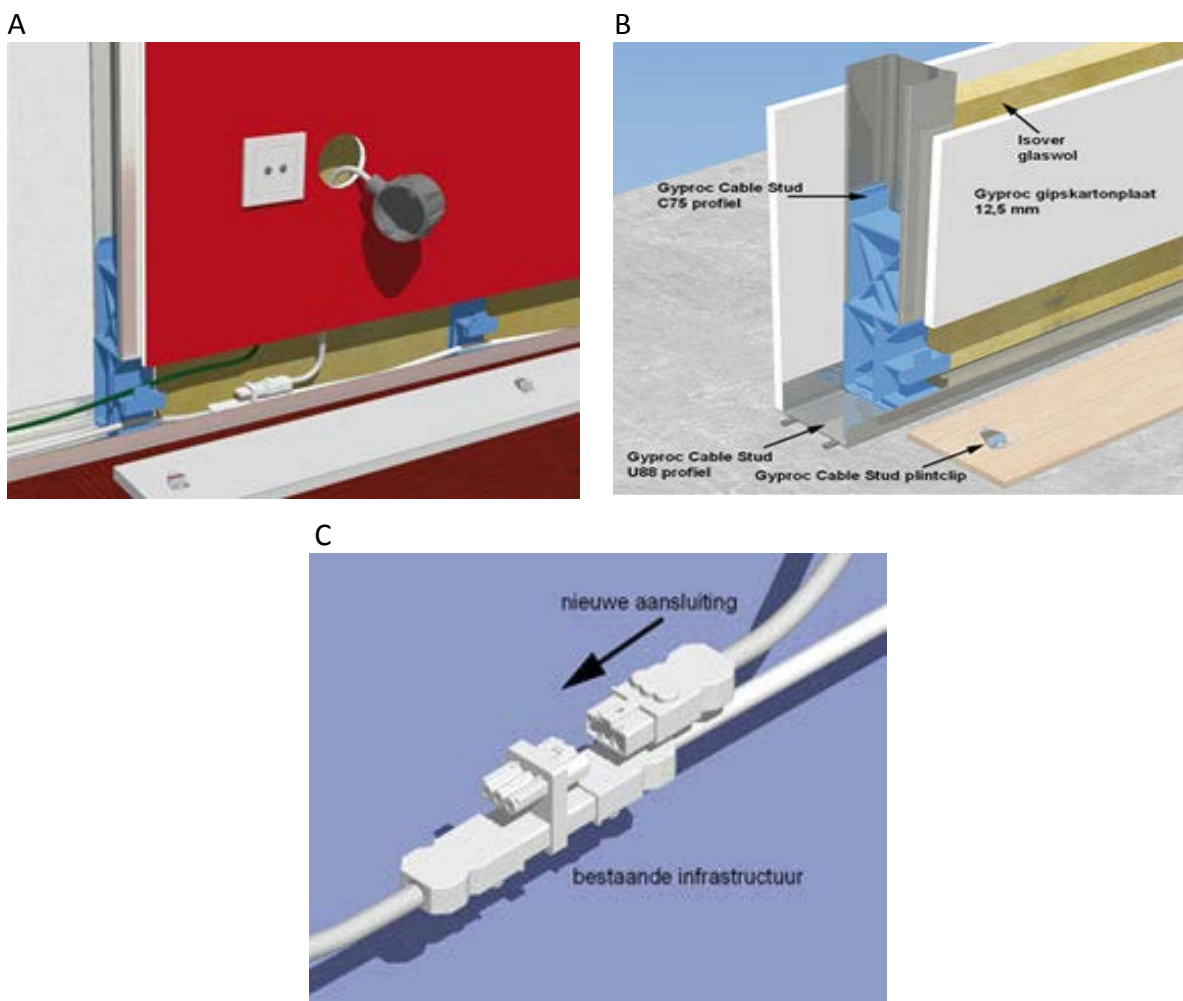 A
B
Isover
glaswol
Gyproc Cable Stud
C75 profiel
Gyproc gipskartonplaat
12,5 mm
Gyproc Cable Stud
U88 profiel
Gyproc Cable Stud plintclip
C
nieuwe aansluiting
bestaande infrastructuur